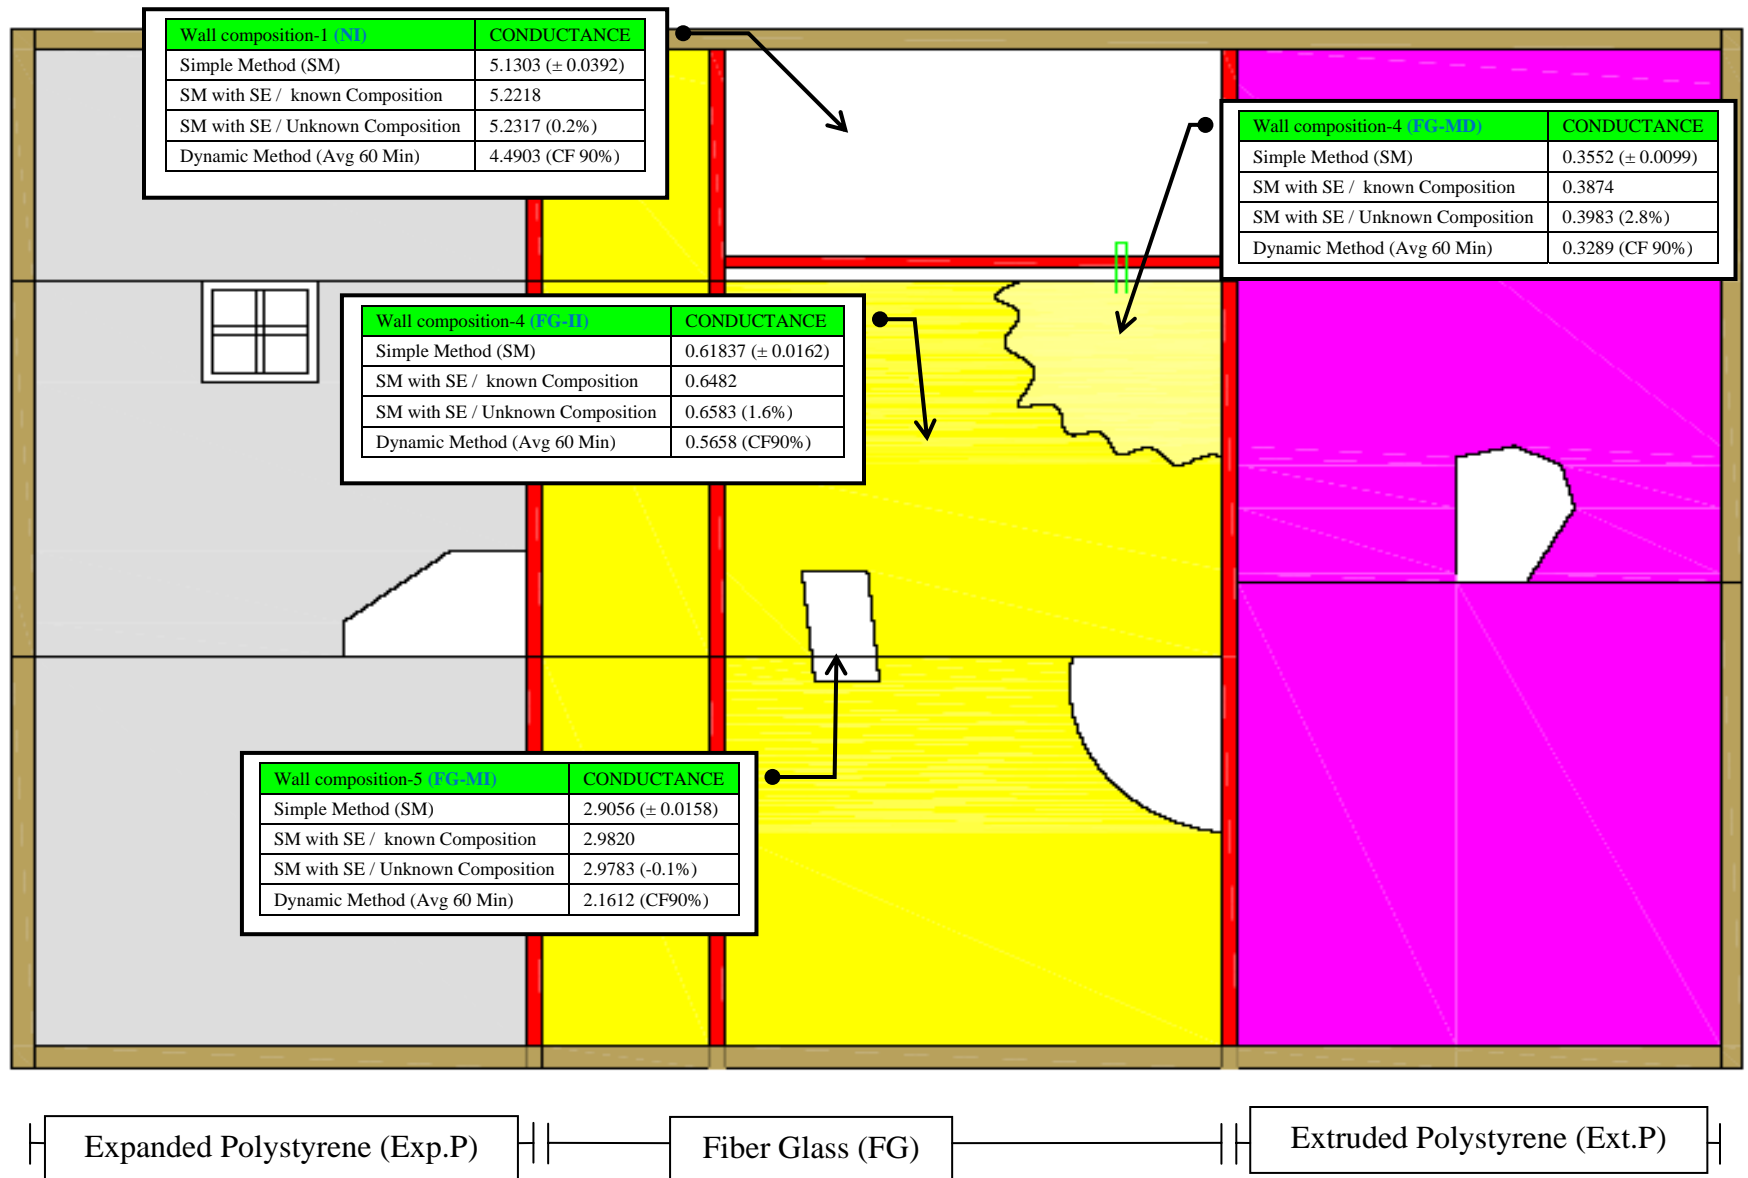 Wall composition-1 (NI) CONDUCTANCE
Simple Method (SM) 5.1303 (± 0.0392)
SM with SE / known Composition 5.2218
SM with SE / Unknown Composition 5.2317 (0.2%)
Dynamic Method (Avg 60 Min) 4.4903 (CF 90%)
Wall composition-4 (FG-MD) CONDUCTANCE
Simple Method (SM) 0.3552 (± 0.0099)
SM with SE / known Composition 0.3874
SM with SE / Unknown Composition 0.3983 (2.8%)
Dynamic Method (Avg 60 Min) 0.3289 (CF 90%)
Wall composition-4 (FG-II) CONDUCTANCE
Simple Method (SM) 0.61837 (± 0.0162)
SM with SE / known Composition 0.6482
SM with SE / Unknown Composition 0.6583 (1.6%)
Dynamic Method (Avg 60 Min) 0.5658 (CF90%)
Wall composition-5 (FG-MI) CONDUCTANCE
Simple Method (SM) 2.9056 (± 0.0158)
SM with SE / known Composition 2.9820
SM with SE / Unknown Composition 2.9783 (-0.1%)
Dynamic Method (Avg 60 Min) 2.1612 (CF90%)
Expanded Polystyrene (Exp.P) Fiber Glass (FG) Extruded Polystyrene (Ext.P)